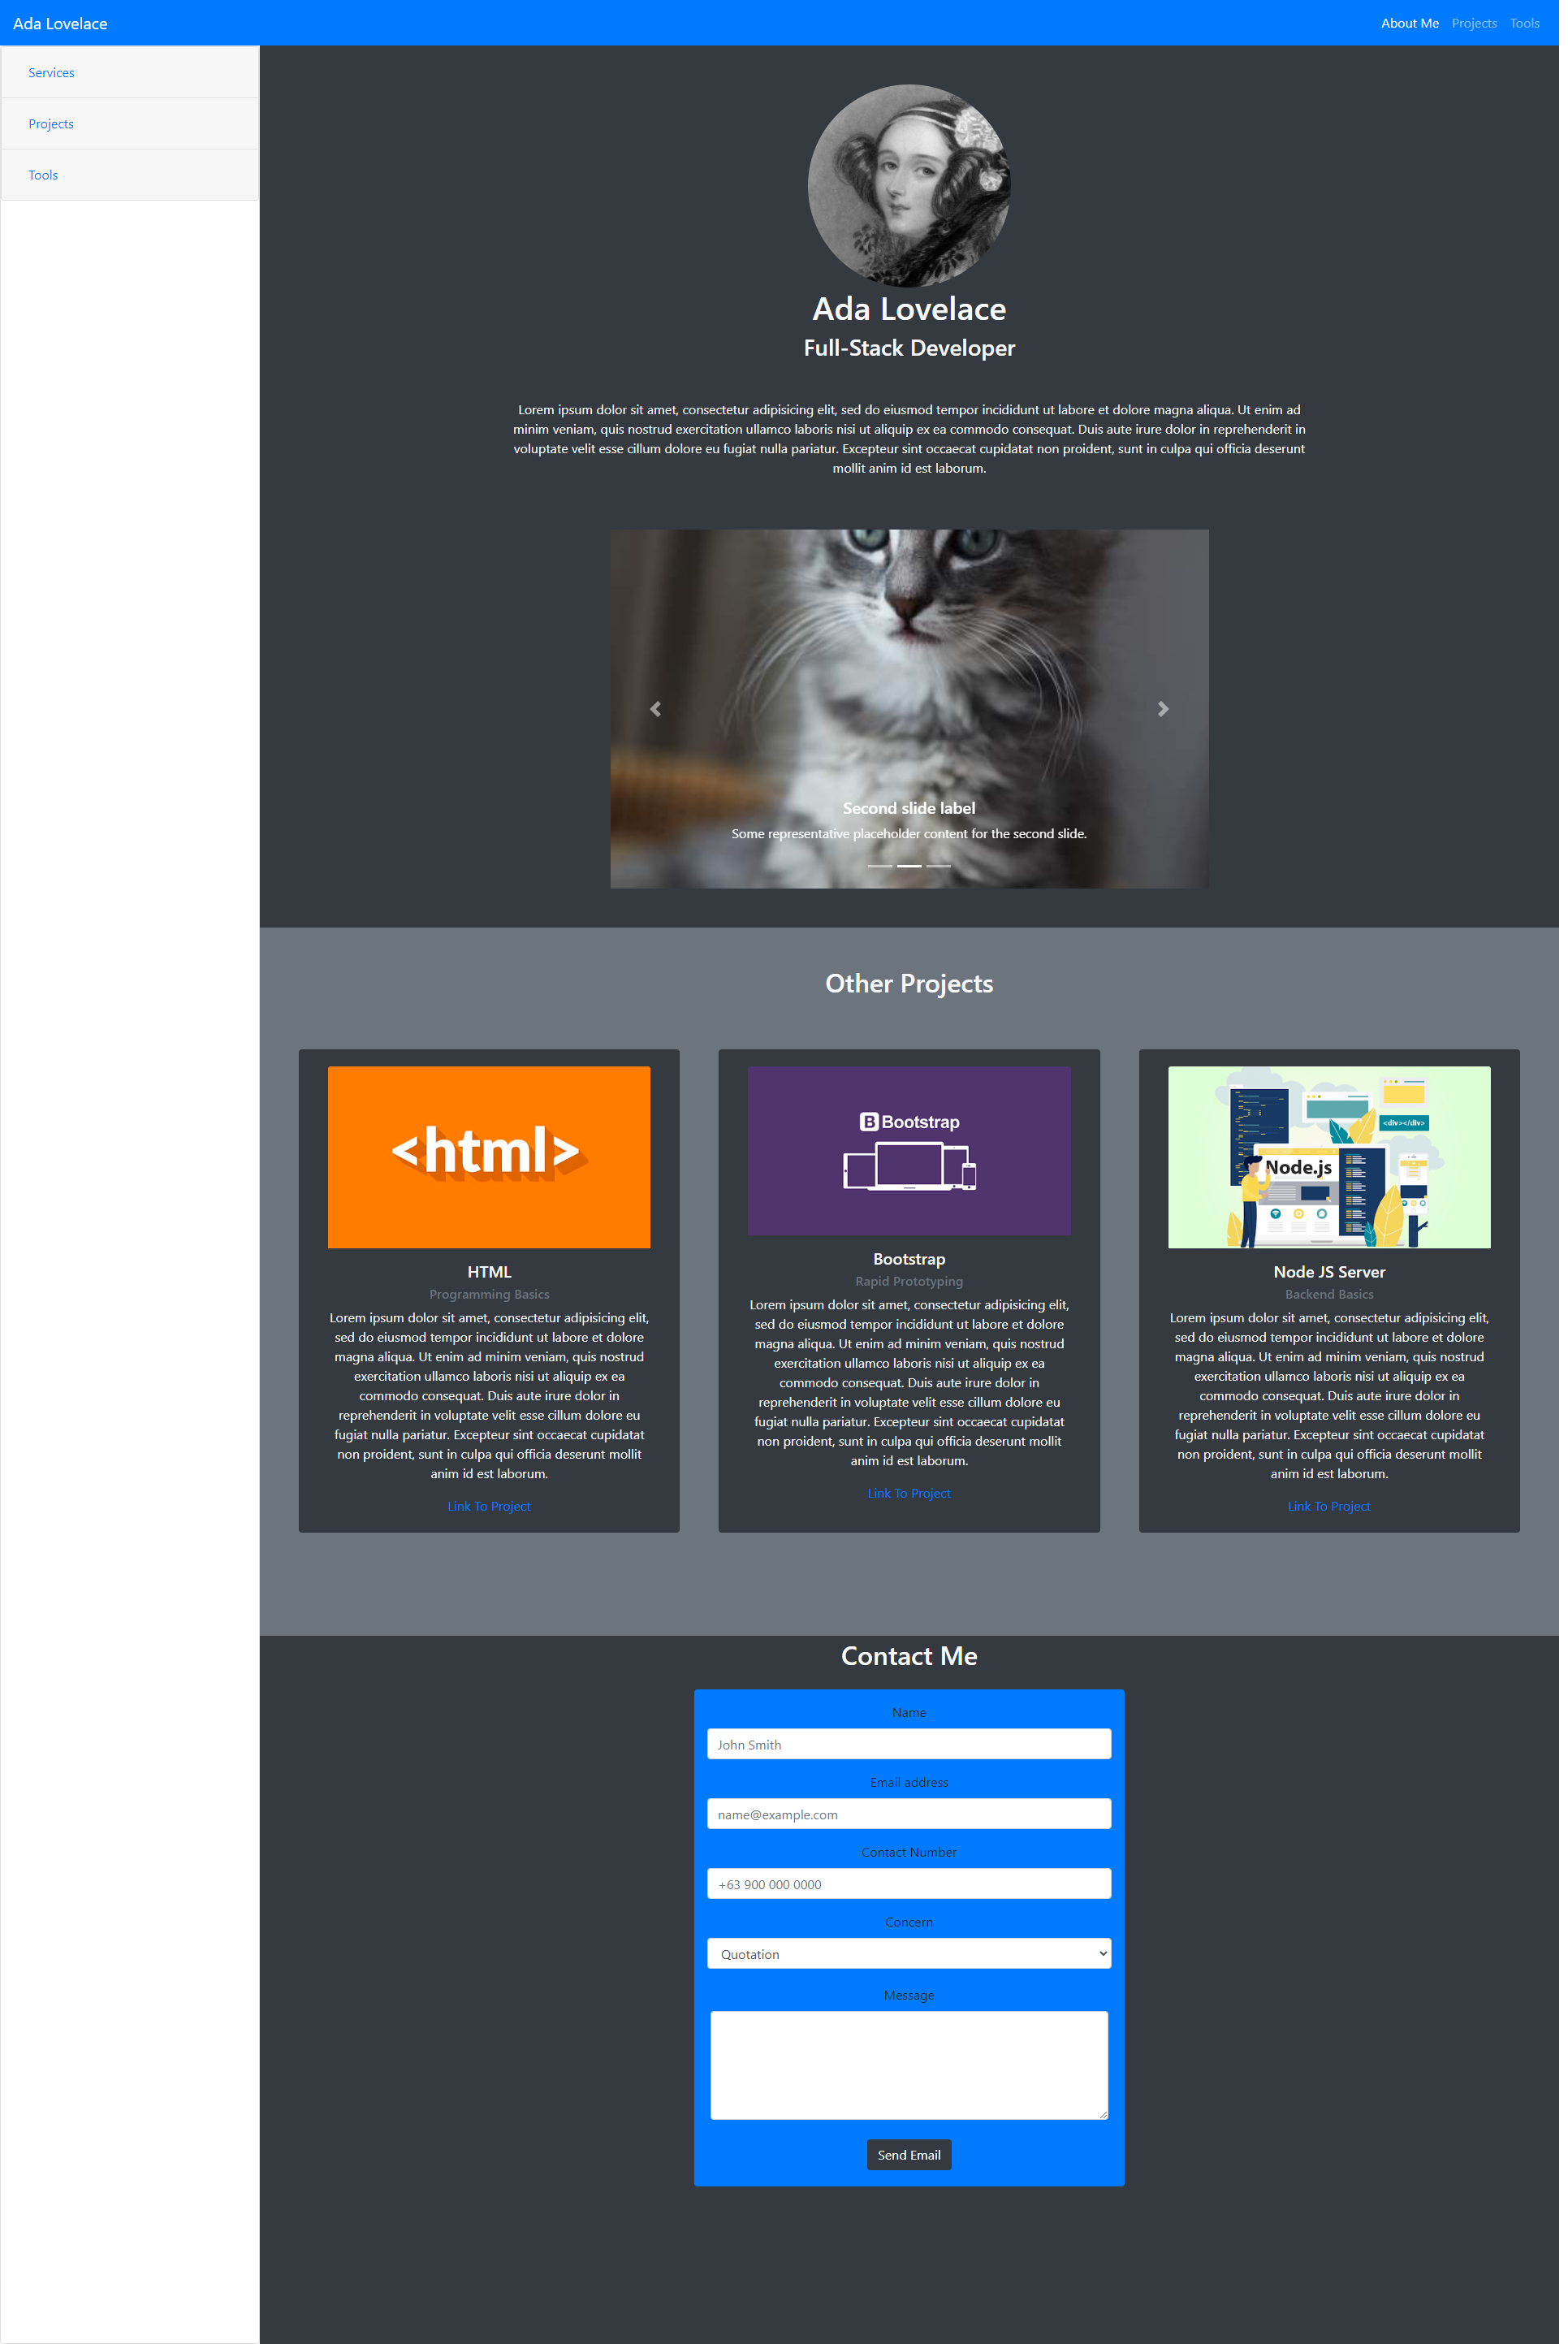 Ada Lovelace
About Me Projects Tools
Services
Projects
Tools
Ada Lovelace
Full-Stack Developer
Lorem ipsum dolor sit amet, consectetur adipisicing elit, sed do eiusmod tempor incididunt ut labore et dolore magna aliqua. Ut enim ad
minim veniam, quis nostrud exercitation ullamco laboris nisi ut aliquip ex ea commodo consequat. Duis aute irure dolor in reprehenderit in
voluptate velit esse cillum dolore eu fugiat nulla pariatur. Excepteur sint occaecat cupidatat non proident, sunt in culpa qui officia deserunt
mollit anim id est laborum.
Second slide label
Some representative placeholder content for the second slide.
Other Projects
<html>
HTML
Programming Basics
Lorem ipsum dolor sit amet, consectetur adipisicing elit,
sed do eiusmod tempor incididunt ut labore et dolore
magna aliqua. Ut enim ad minim veniam, quis nostrud
exercitation ullamco laboris nisi ut aliquip ex ea
commodo consequat. Duis aute irure dolor in
reprehenderit in voluptate velit esse cillum dolore eu
fugiat nulla pariatur. Excepteur sint occaecat cupidatat
non proident, sunt in culpa qui officia deserunt mollit
anim id est laborum.
Link To Project
B Bootstrap
Bootstrap
Rapid Prototyping
Lorem ipsum dolor sit amet, consectetur adipisicing elit,
sed do eiusmod tempor incididunt ut labore et dolore
magna aliqua. Ut enim ad minim veniam, quis nostrud
exercitation ullamco laboris nisi ut aliquip ex ea
commodo consequat. Duis aute irure dolor in
reprehenderit in voluptate velit esse cillum dolore eu
fugiat nulla pariatur. Excepteur sint occaecat cupidatat
non proident, sunt in culpa qui officia deserunt mollit
anim id est laborum.
Link To Project
<div></div>
Node.js
Node JS Server
Backend Basics
Lorem ipsum dolor sit amet, consectetur adipisicing elit,
sed do eiusmod tempor incididunt ut labore et dolore
magna aliqua. Ut enim ad minim veniam, quis nostrud
exercitation ullamco laboris nisi ut aliquip ex ea
commodo consequat. Duis aute irure dolor in
reprehenderit in voluptate velit esse cillum dolore eu
fugiat nulla pariatur. Excepteur sint occaecat cupidatat
non proident, sunt in culpa qui officia deserunt mollit
anim id est laborum.
Link To Project
Contact Me
Name
John Smith
Email address
name@example.com
Contact Number
+63 900 000 0000
Concern
Quotation
Message
Send Email